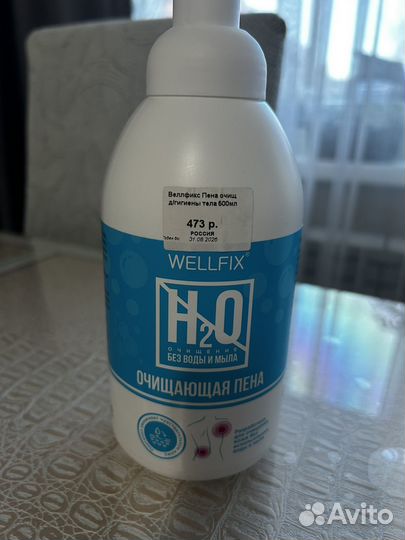 Веллфикс Пена очищ
д/гигиены тела 600мл
473 р.
РОССИЯ
31.08.2026
WELLFIX®
H2O
ОЧИЩЕНИЕ
БЕЗ ВОДЫ И МЫЛА
ОЧИЩАЮЩАЯ ПЕНА
Avito